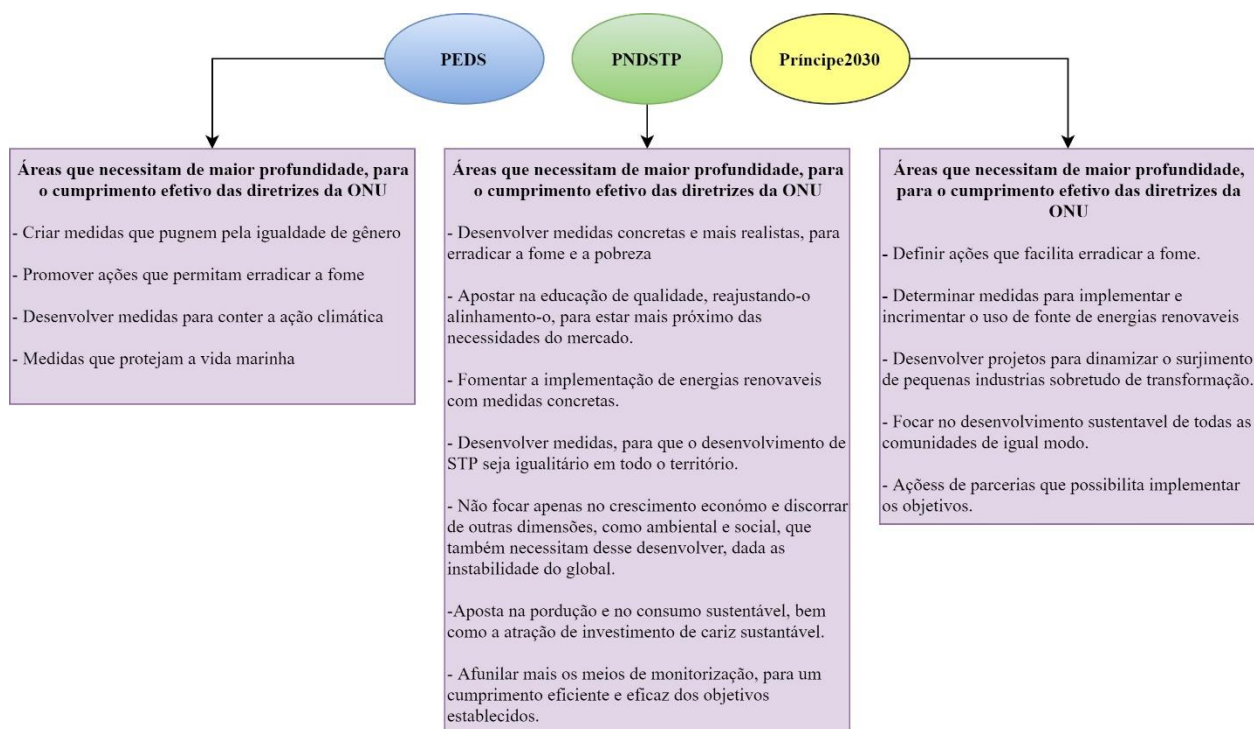 PEDS
PNDSTP
Príncipe2030
Áreas que necessitam de maior profundidade, para
o cumprimento efetivo das diretrizes da ONU
- Criar medidas que pugnem pela igualdade de gênero
- Promover ações que permitam erradicar a fome
- Desenvolver medidas para conter a ação climática
- Medidas que protejam a vida marinha
Áreas que necessitam de maior profundidade, para
o cumprimento efetivo das diretrizes da ONU
- Desenvolver medidas concretas e mais realistas, para
erradicar a fome e a pobreza
- Apostar na educação de qualidade, reajustando-o
alinhamento-o, para estar mais próximo das
necessidades do mercado.
- Fomentar a implementação de energias renovaveis
com medidas concretas.
- Desenvolver medidas, para que o desenvolvimento de
STP seja igualitário em todo o território.
- Não focar apenas no crescimento económo e discorrar
de outras dimensões, como ambiental e social, que
também necessitam desse desenvolver, dada as
instabilidade do global.
-Aposta na pordução e no consumo sustentável, bem
como a atração de investimento de cariz sustantável.
- Afunilar mais os meios de monitorização, para um
cumprimento eficiente e eficaz dos objetivos
establecidos.
Áreas que necessitam de maior profundidade,
para o cumprimento efetivo das diretrizes da
ONU
- Definir ações que facilita erradicar a fome.
- Determinar medidas para implementar e
incrimentar o uso de fonte de energias renovaveis
- Desenvolver projetos para dinamizar o surjimento
de pequenas industrias sobretudo de transformação.
- Focar no desenvolvimento sustentavel de todas as
comunidades de igual modo.
- Açõess de parcerias que possibilita implementar
os objetivos.